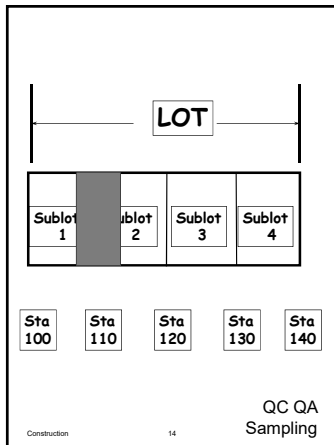 LOT
Sublot
1
ublot
2
Sublot
3
Sublot
4
Sta
100
Sta
110
Sta
120
Sta
130
Sta
140
QC QA
Sampling
Construction
14